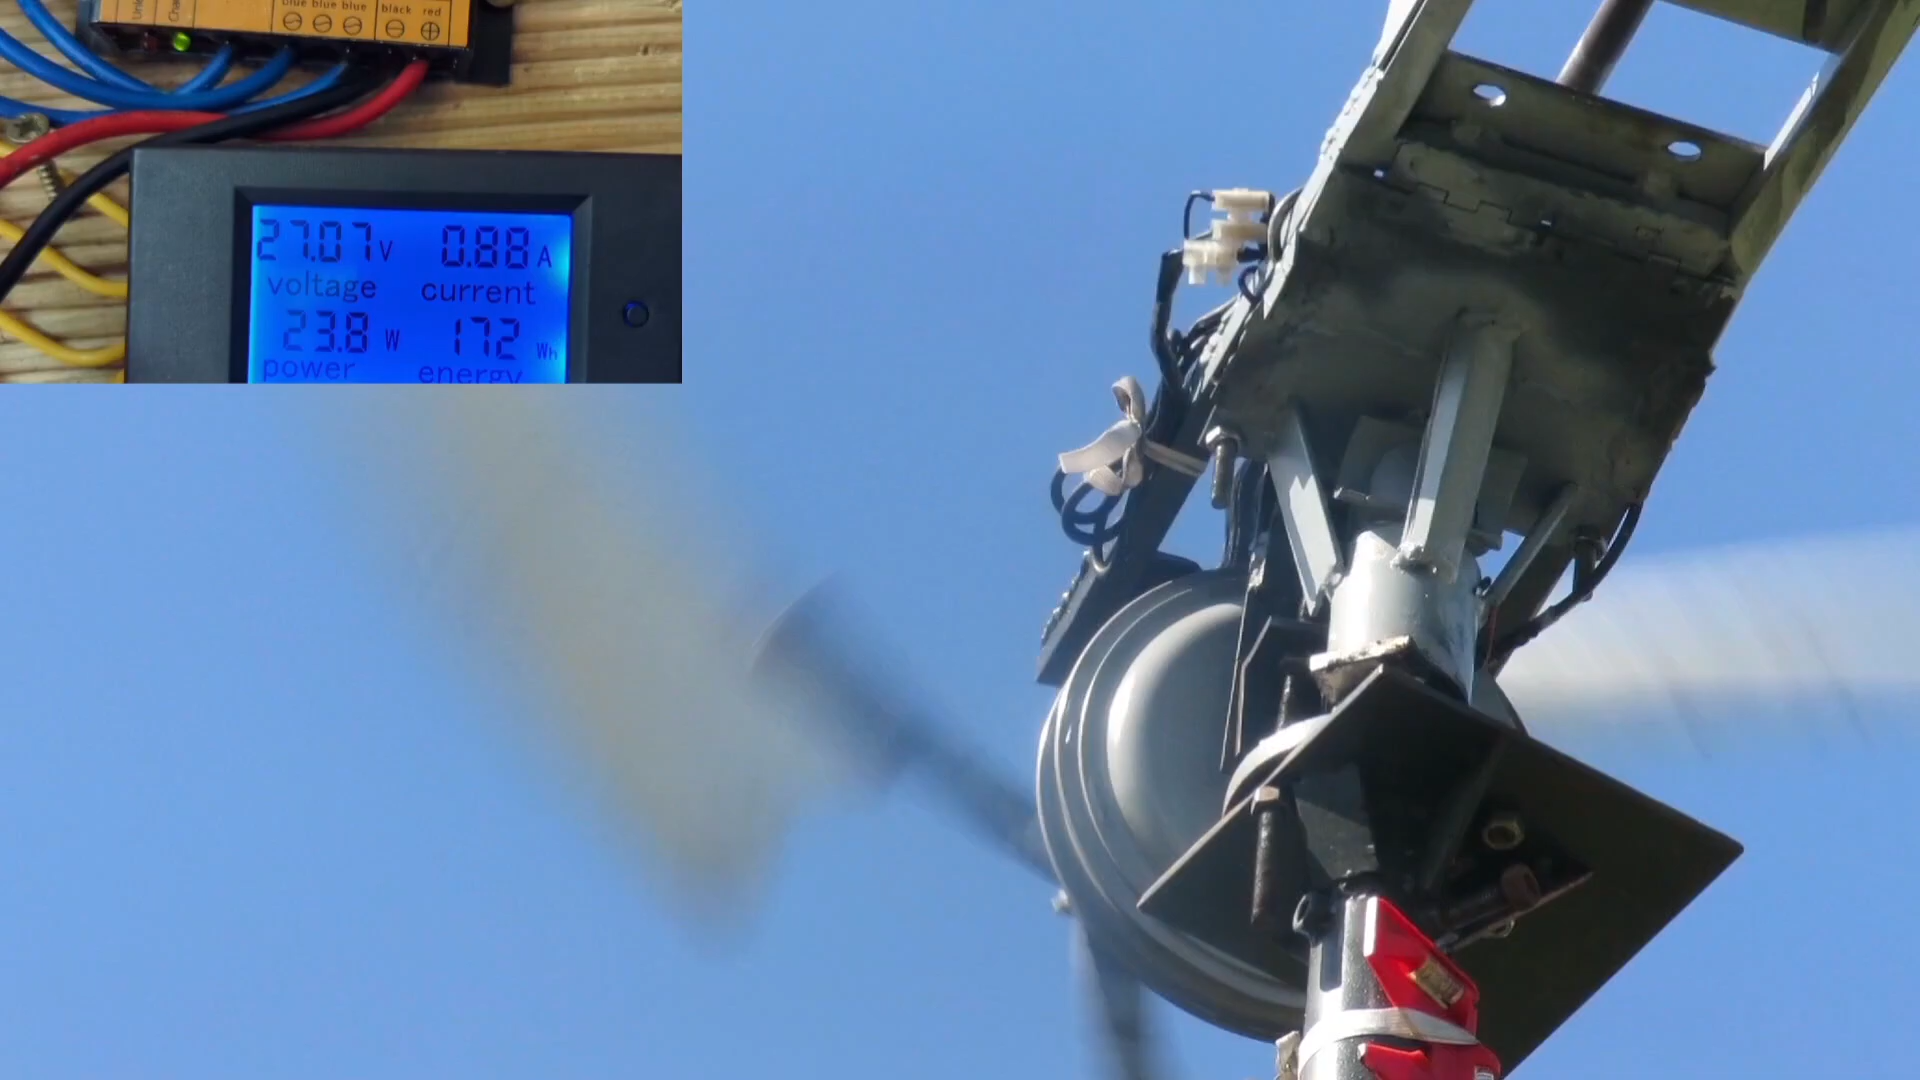 blue blue blue black red
27.07 V 0.88 A
voltage current
23.8 W 172 Wh
power energy